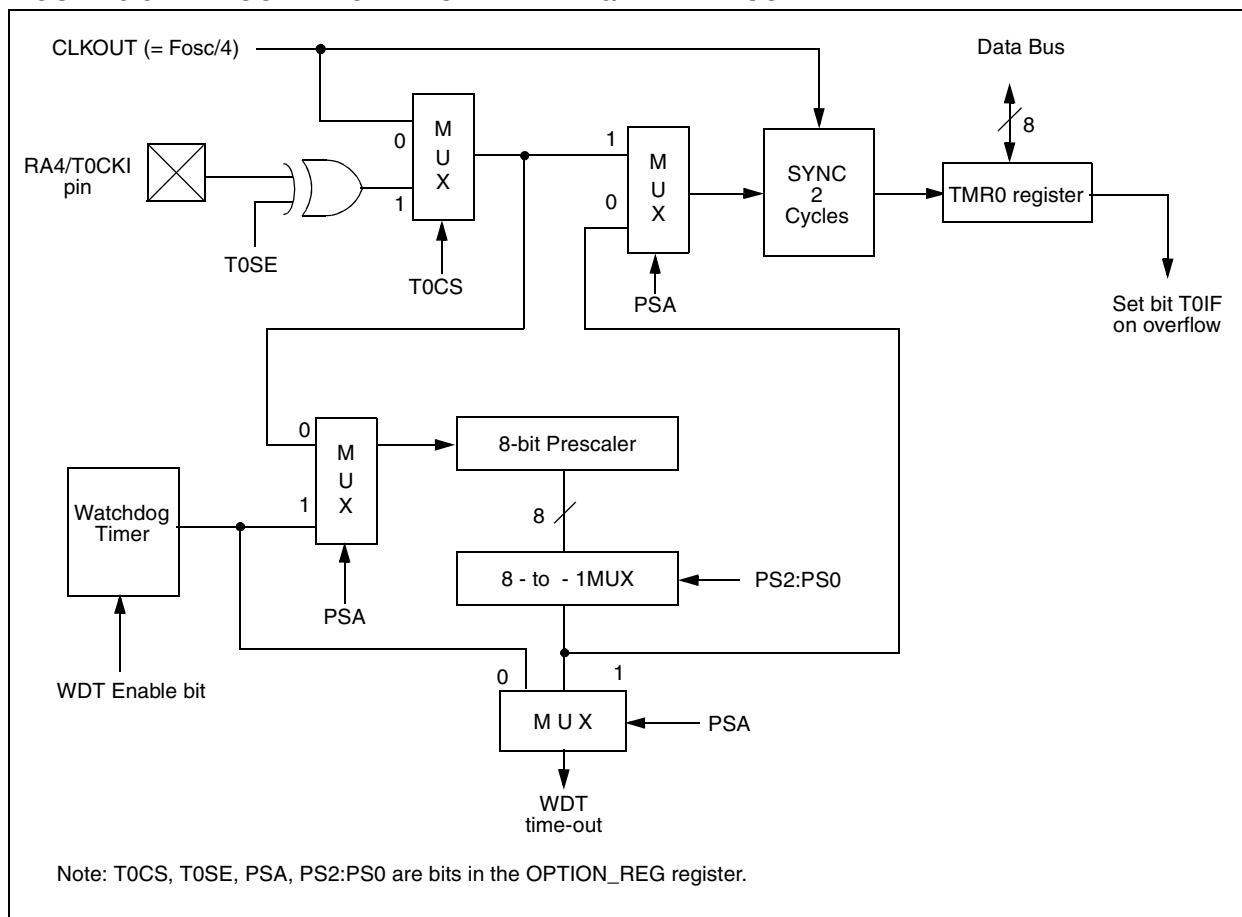 CLKOUT (= Fosc/4)
Data Bus
8
RA4/T0CKI
pin
T0SE
0
1
M
U
X
T0CS
1
0
M
U
X
PSA
SYNC
2
Cycles
TMR0 register
Set bit T0IF
on overflow
0
1
M
U
X
PSA
8-bit Prescaler
8
8 - to - 1MUX
PS2:PS0
Watchdog
Timer
WDT Enable bit
0
1
M U X
PSA
WDT
time-out
Note: T0CS, T0SE, PSA, PS2:PS0 are bits in the OPTION_REG register.